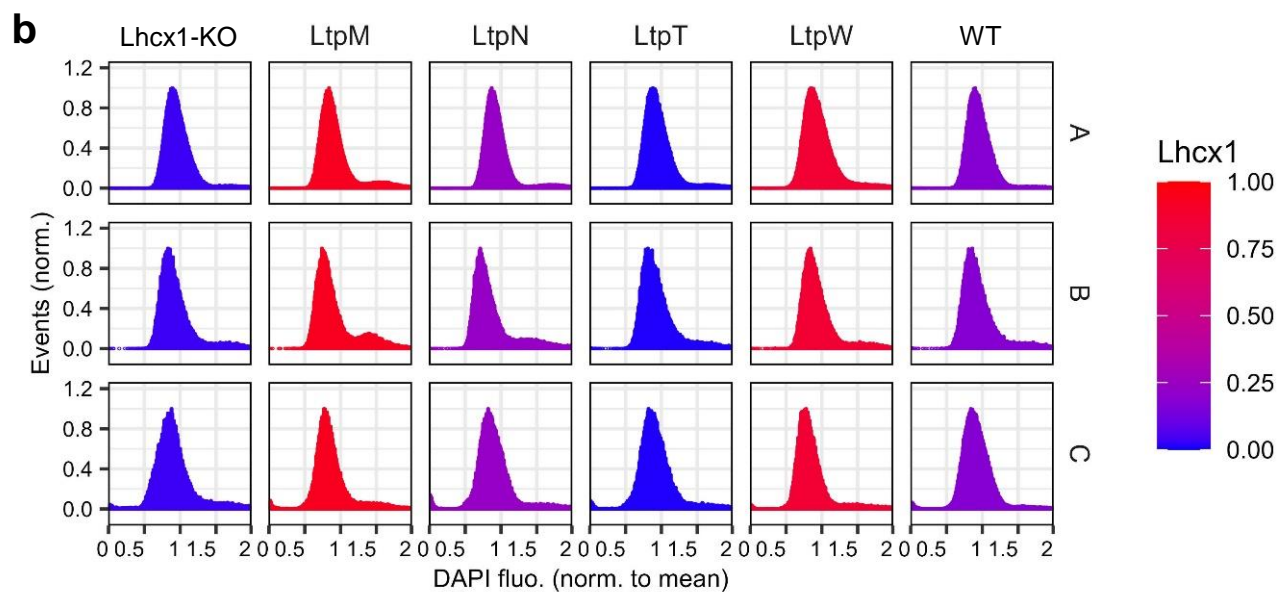 b
Lhcx1-KO LtpM LtpN LtpT LtpW WT
1.2
0.8
0.4
0.0
A
1.2
0.8
0.4
0.0
B
1.2
0.8
0.4
0.0
C
Events (norm.)
0 0.5 1 1.5 2 0 0.5 1 1.5 2 0 0.5 1 1.5 2 0 0.5 1 1.5 2 0 0.5 1 1.5 2 0 0.5 1 1.5 2
DAPI fluo. (norm. to mean)
Lhcx1
1.00
0.75
0.50
0.25
0.00